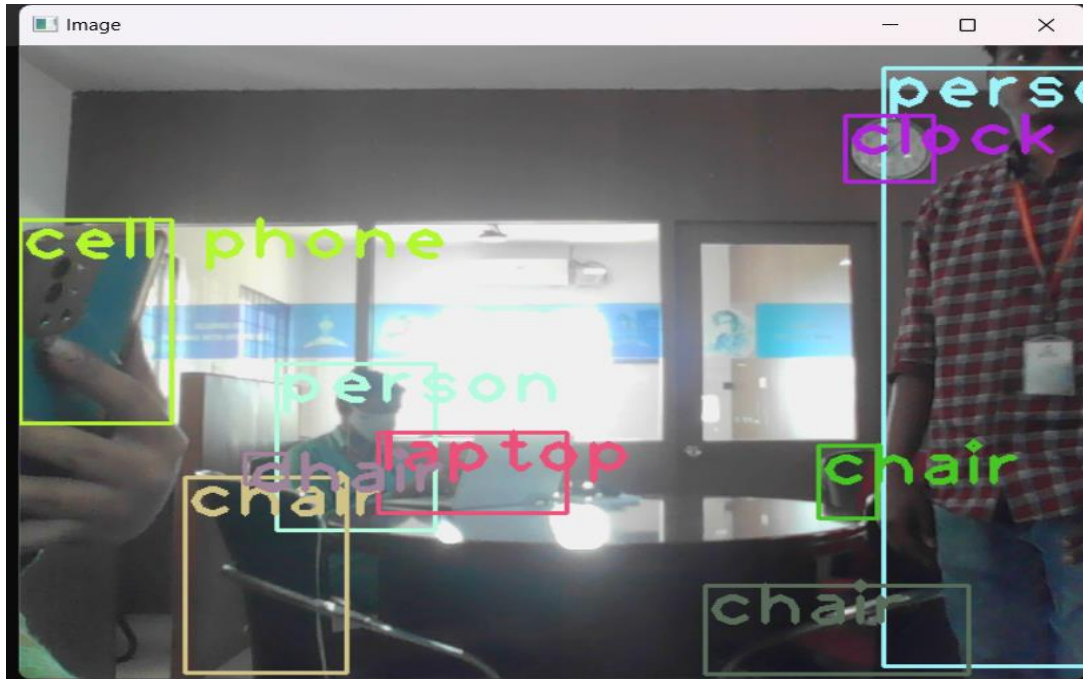 Image
perso
clock
cell phone
person
laptop
chair
chair
chair
chair